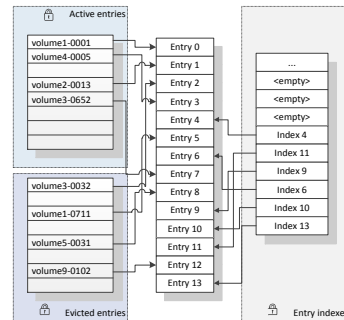 Active entries
volume1-0001
volume4-0005
volume2-0013
volume3-0652
volume3-0032
volume1-0711
volume5-0031
volume9-0102
Evicted entries
Entry 0
Entry 1
Entry 2
Entry 3
Entry 4
Entry 5
Entry 6
Entry 7
Entry 8
Entry 9
Entry 10
Entry 11
Entry 12
Entry 13
...
<empty>
<empty>
<empty>
Index 4
Index 11
Index 9
Index 6
Index 10
Index 13
Entry indexe